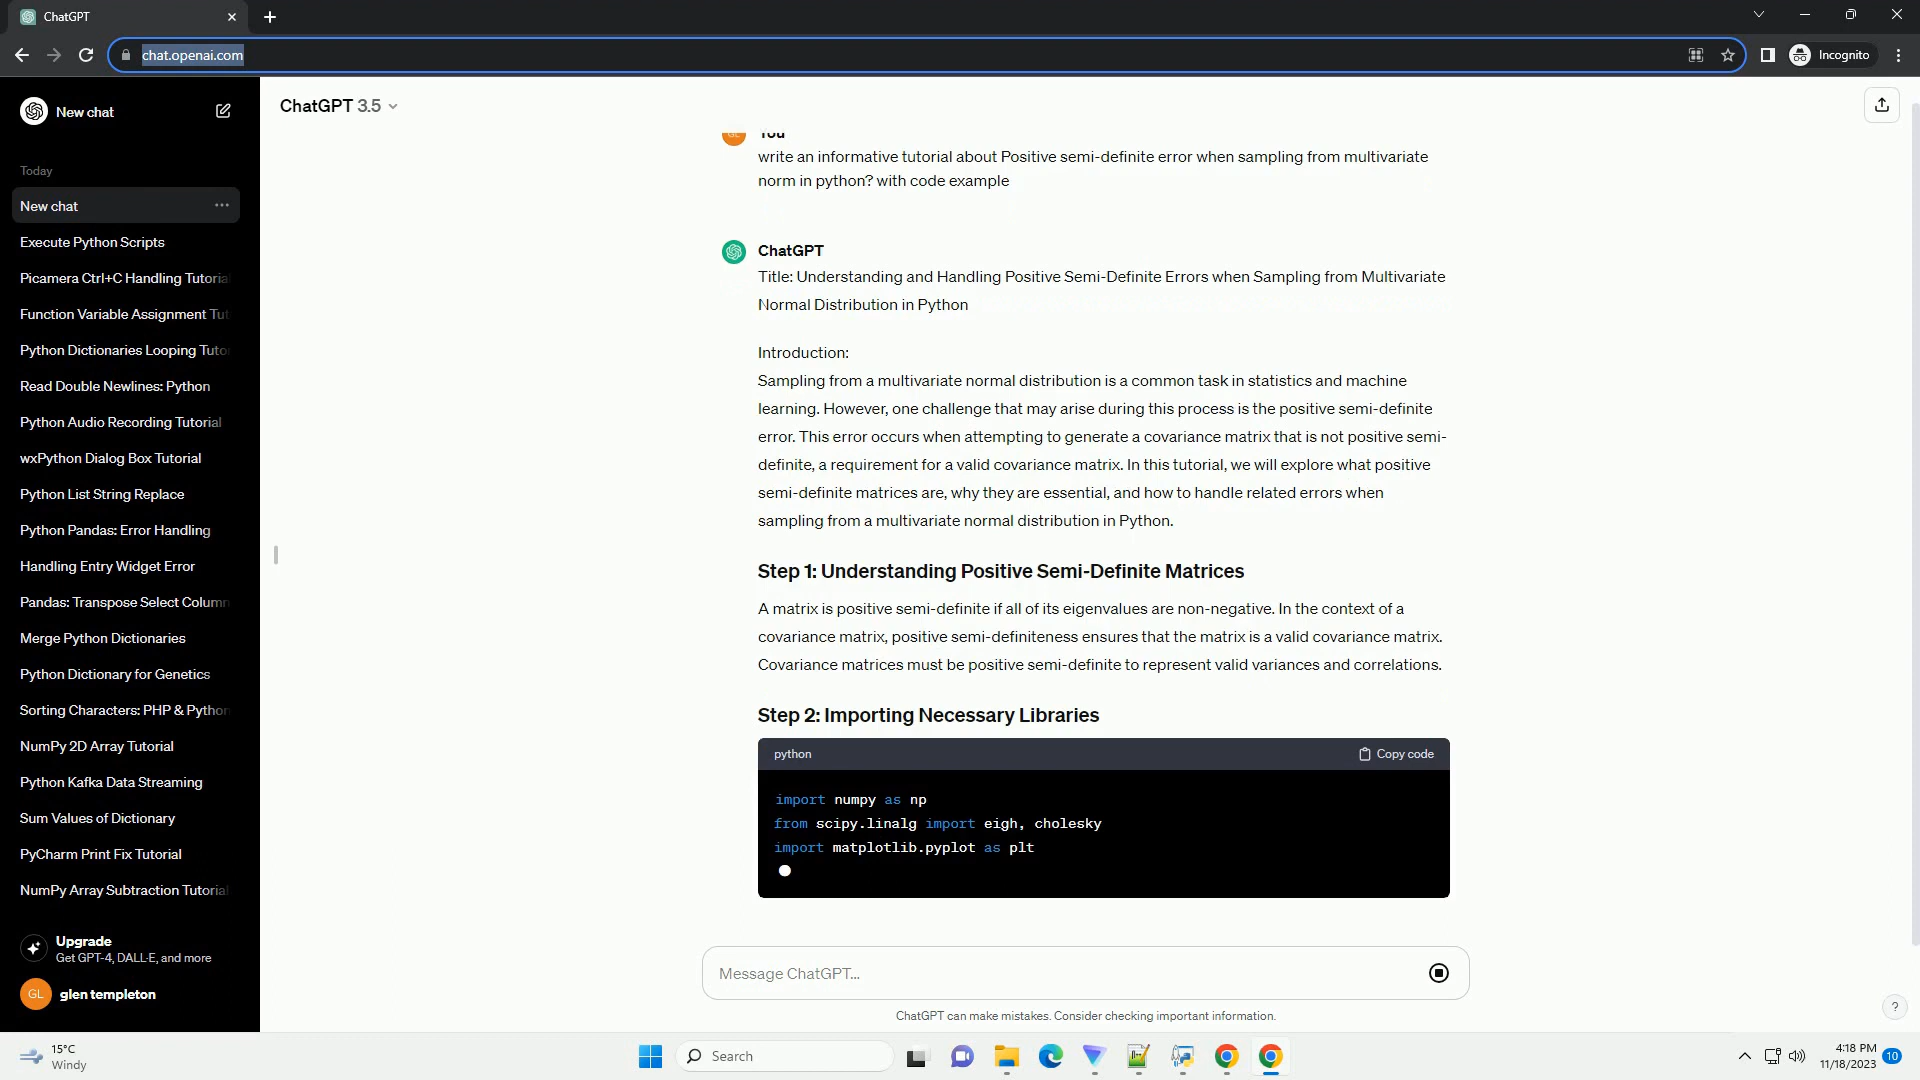 ChatGPT
chat.openai.com
Incognito
New chat
Today
New chat
Execute Python Scripts
Picamera Ctrl+C Handling Tutoria
Function Variable Assignment Tut
Python Dictionaries Looping Tuto
Read Double Newlines: Python
Python Audio Recording Tutorial
wxPython Dialog Box Tutorial
Python List String Replace
Python Pandas: Error Handling
Handling Entry Widget Error
Pandas: Transpose Select Column
Merge Python Dictionaries
Python Dictionary for Genetics
Sorting Characters: PHP & Python
NumPy 2D Array Tutorial
Python Kafka Data Streaming
Sum Values of Dictionary
PyCharm Print Fix Tutorial
NumPy Array Subtraction Tutorial
Upgrade
Get GPT-4, DALL·E, and more
GL glen templeton
ChatGPT 3.5
GL You
write an informative tutorial about Positive semi-definite error when sampling from multivariate
norm in python? with code example
ChatGPT
Title: Understanding and Handling Positive Semi-Definite Errors when Sampling from Multivariate
Normal Distribution in Python
Introduction:
Sampling from a multivariate normal distribution is a common task in statistics and machine
learning. However, one challenge that may arise during this process is the positive semi-definite
error. This error occurs when attempting to generate a covariance matrix that is not positive semi-
definite, a requirement for a valid covariance matrix. In this tutorial, we will explore what positive
semi-definite matrices are, why they are essential, and how to handle related errors when
sampling from a multivariate normal distribution in Python.
Step 1: Understanding Positive Semi-Definite Matrices
A matrix is positive semi-definite if all of its eigenvalues are non-negative. In the context of a
covariance matrix, positive semi-definiteness ensures that the matrix is a valid covariance matrix.
Covariance matrices must be positive semi-definite to represent valid variances and correlations.
Step 2: Importing Necessary Libraries
python Copy code
import numpy as np
from scipy.linalg import eigh, cholesky
import matplotlib.pyplot as plt
Message ChatGPT...
ChatGPT can make mistakes. Consider checking important information.
?
15°C
Windy
Search
4:18 PM
11/18/2023
10